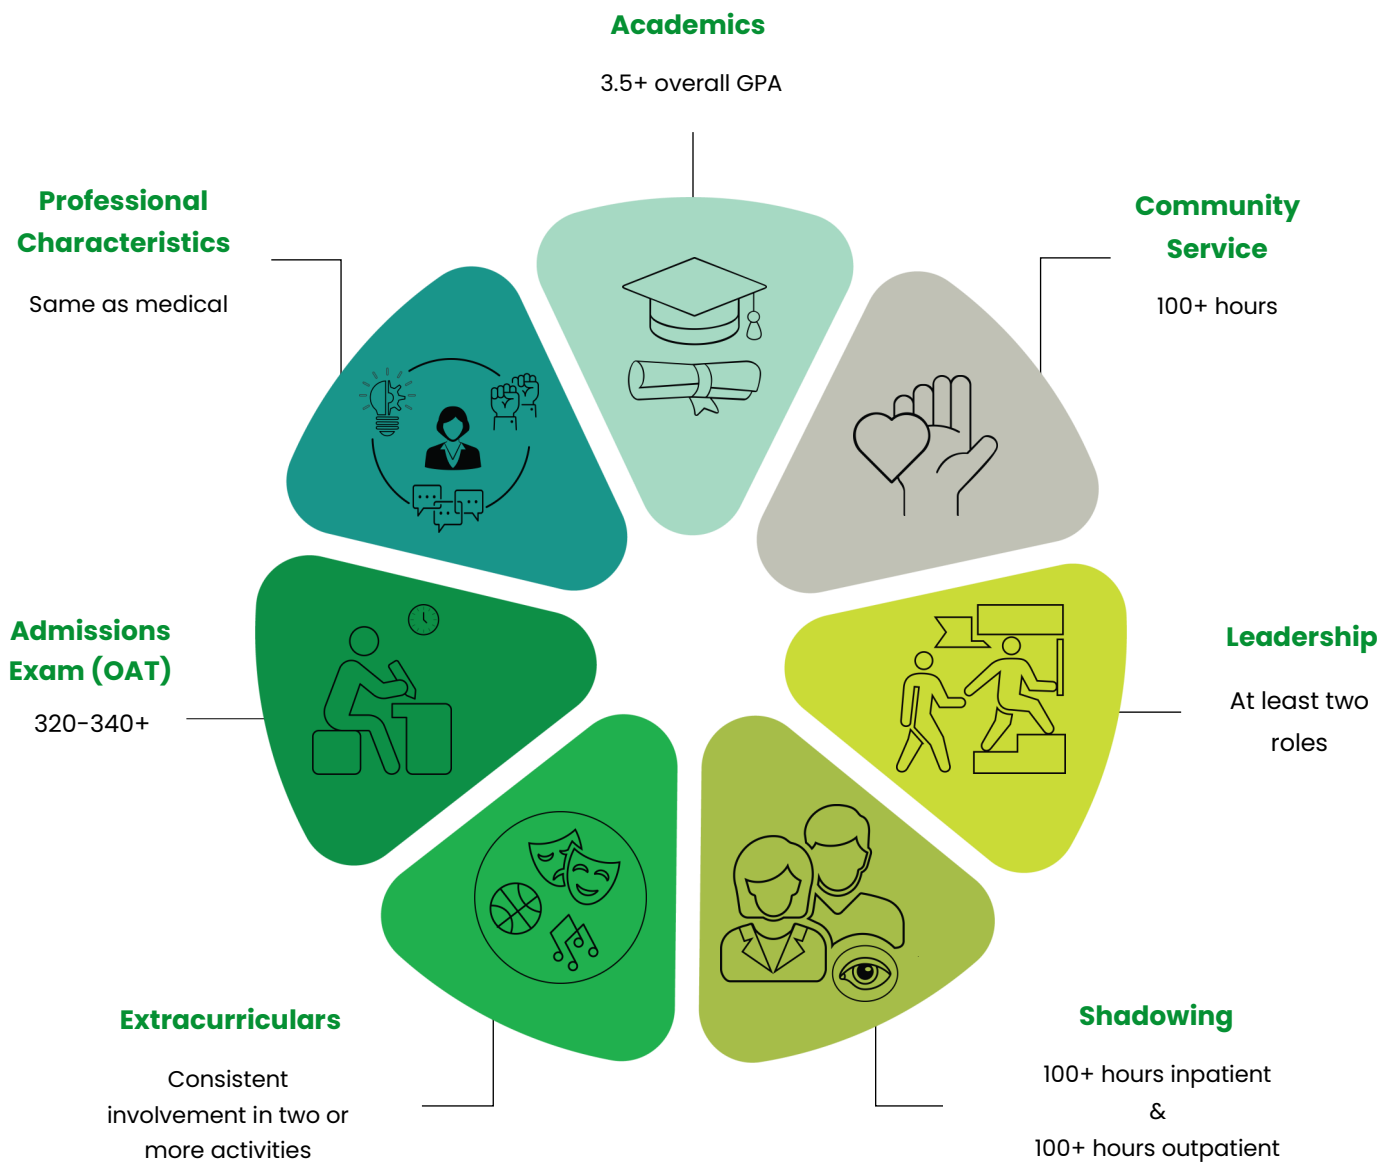 Academics
3.5+ overall GPA
Professional
Characteristics
Same as medical
Community
Service
100+ hours
Admissions
Exam (OAT)
320-340+
Leadership
At least two
roles
Extracurriculars
Consistent
involvement in two or
more activities
Shadowing
100+ hours inpatient
&
100+ hours outpatient